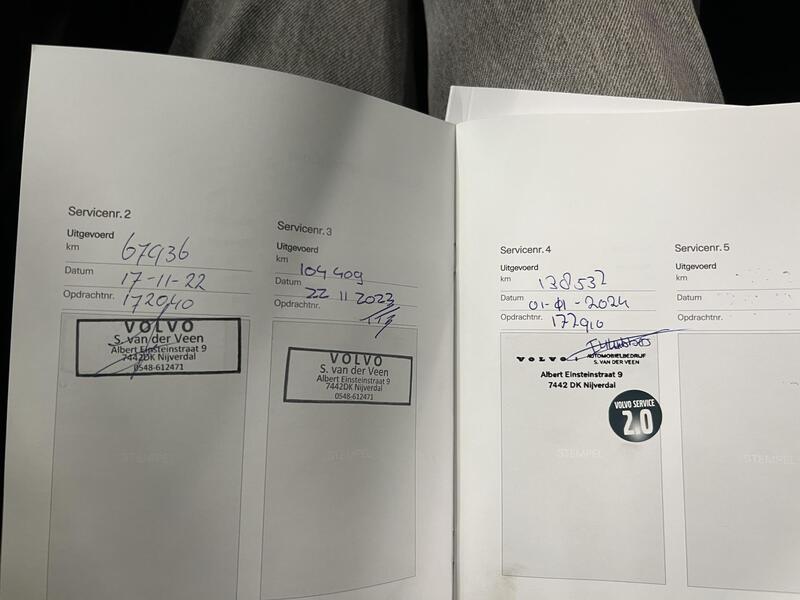 Servicenr. 2
Uitgevoerd
km 67936
Datum 17-11-22
Opdrachtnr. 172040
VOLVO
S. van der Veen
Albert Einsteinstraat 9
7442DK Nijverdal
0548-612471
STEMPEL
Servicenr. 3
Uitgevoerd
km 104409
Datum 22 11 2023
Opdrachtnr.
VOLVO
S. van der Veen
Albert Einsteinstraat 9
7442DK Nijverdal
0548-612471
STEMPEL
Servicenr. 4
Uitgevoerd
km 138532
Datum 2024
Opdrachtnr. 172910
VOLVO AUTOMOBIELBEDRIJF
S. VAN DER VEEN
Albert Einsteinstraat 9
7442 DK Nijverdal
VOLVO SERVICE
2.0
STEMPEL
Servicenr. 5
Uitgevoerd
km
Datum
Opdrachtnr.
STEMPEL